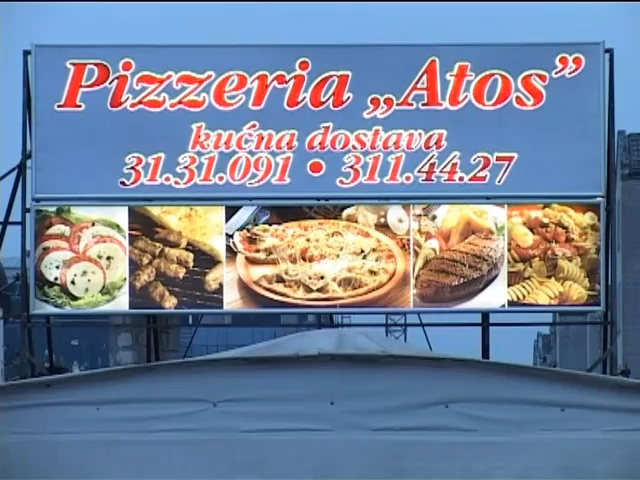 Pizzeria „Atos”
kućna dostava
31.31.091 • 311.44.27